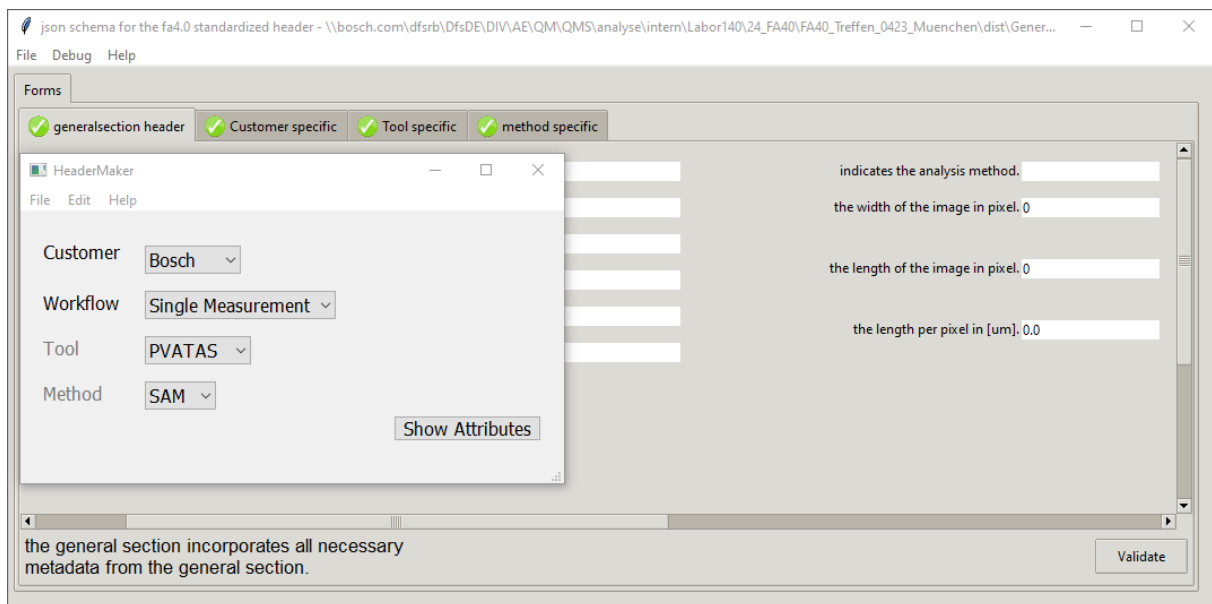 json schema for the fa4.0 standardized header - \\bosch.com\dfsrb\DfsDE\DIV\AE\QM\QMS\analyse\intern\Labor140\24_FA40\FA40_Treffen_0423_Muenchen\dist\Gener...
File Debug Help
Forms
generalsection header Customer specific Tool specific method specific
HeaderMaker
File Edit Help
Customer Bosch
Workflow Single Measurement
Tool PVATAS
Method SAM
Show Attributes
indicates the analysis method.
the width of the image in pixel. 0
the length of the image in pixel. 0
the length per pixel in [um]. 0.0
the general section incorporates all necessary
metadata from the general section.
Validate